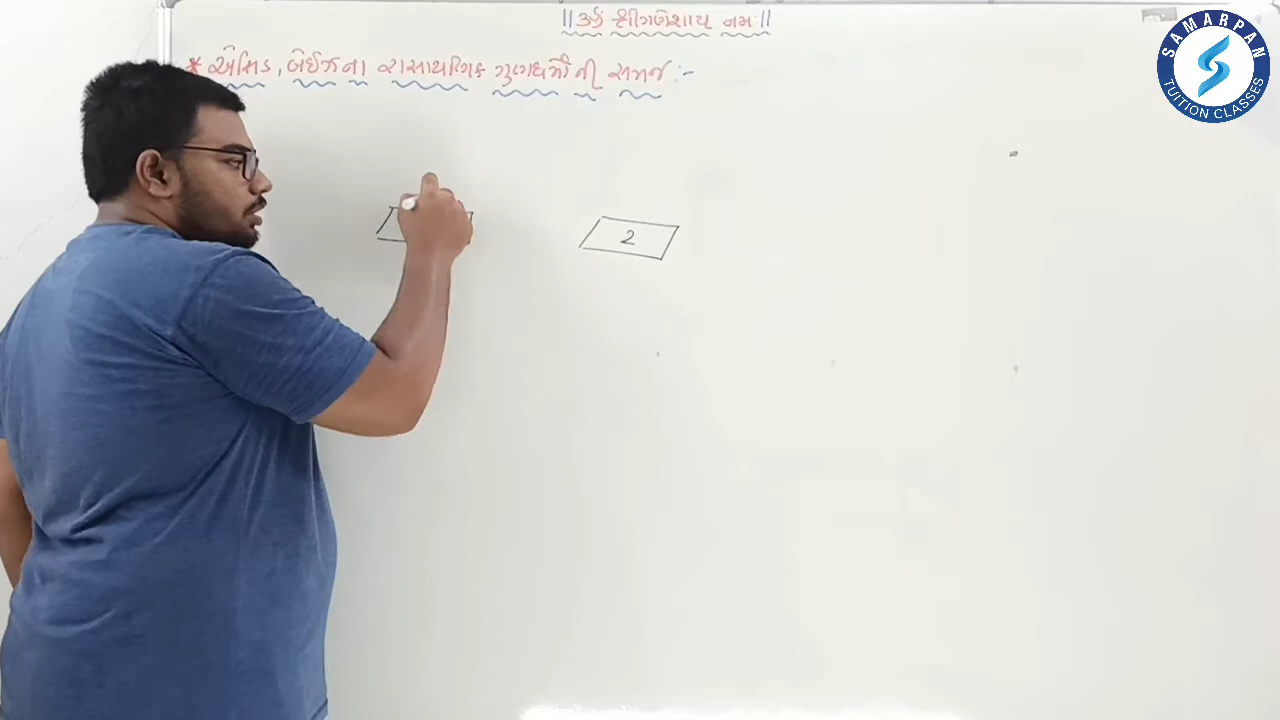 || ૐ શ્રી ગણેશાય નમઃ ||
* એસિડ, બેઈઝના રાસાયણિક ગુણધર્મો ની સમજ :-
2
SAMARPAN
TUITION CLASSES